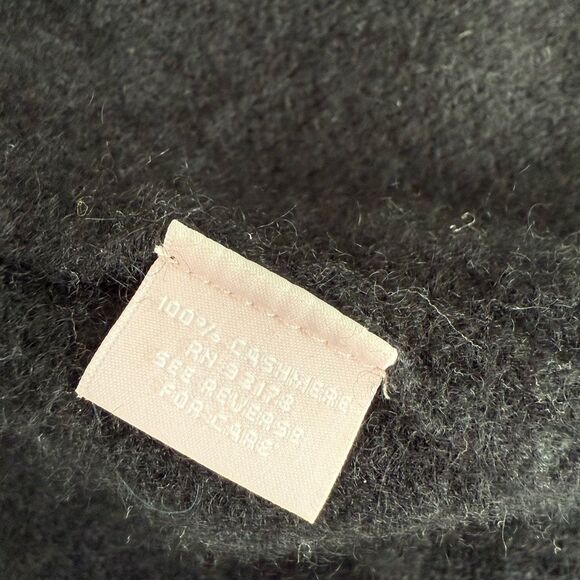 100% CASHMERE
RN 93178
SEE REVERSE
FOR CARE